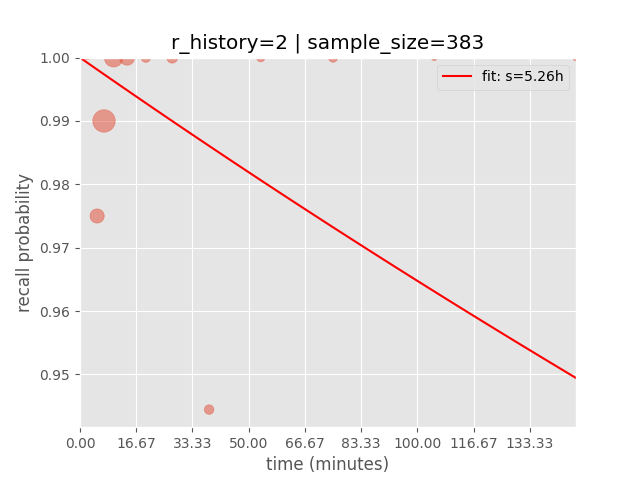 r_history=2 | sample_size=383
fit: s=5.26h
1.00
0.99
0.98
0.97
0.96
0.95
recall probability
0.00 16.67 33.33 50.00 66.67 83.33 100.00 116.67 133.33
time (minutes)